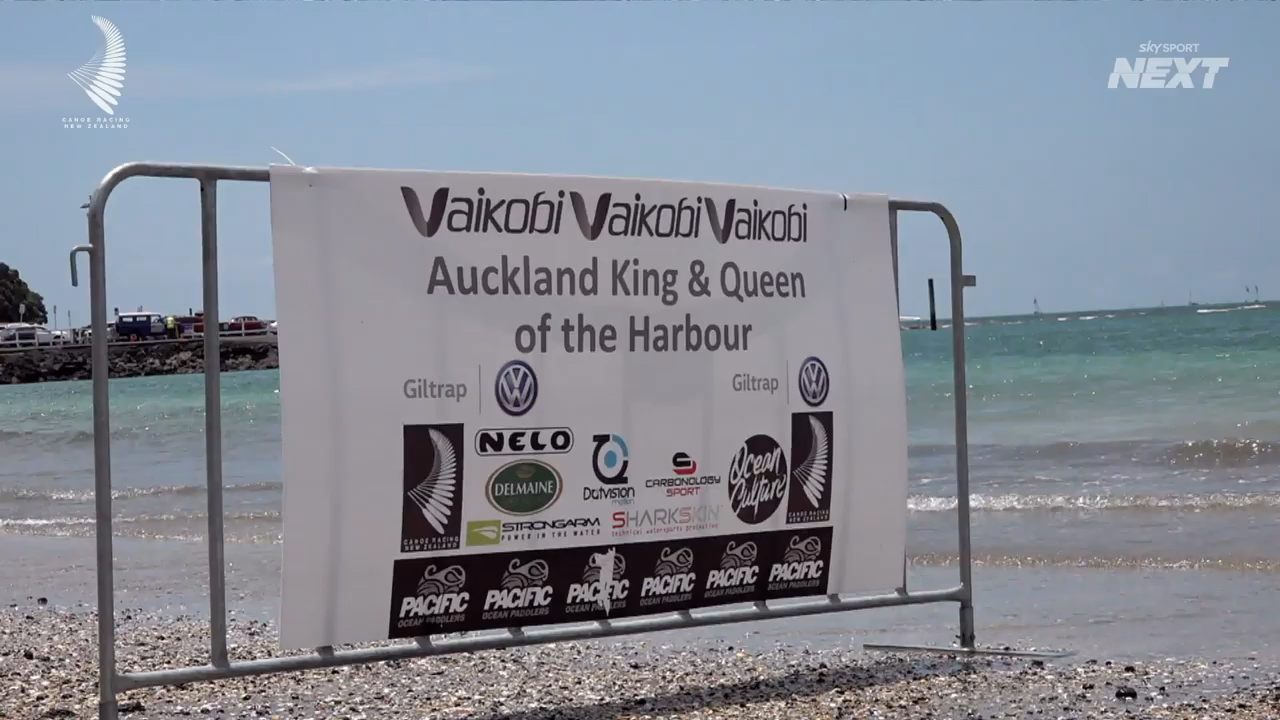 sky SPORT
NEXT
CANOE RACING
NEW ZEALAND
Vaikobi Vaikobi Vaikobi
Auckland King & Queen
of the Harbour
Giltrap
Giltrap
NELO
DELMAINE
Dutvision
motion
CARBONOLOGY
SPORT
Ocean
Culture
STRONGARM
POWER IN THE WATER
SHARKSKIN
technical watersports protection
CANOE RACING
NEW ZEALAND
CANOE RACING
NEW ZEALAND
PACIFIC PACIFIC PACIFIC PACIFIC PACIFIC PACIFIC
OCEAN PADDLERS OCEAN PADDLERS OCEAN PADDLERS OCEAN PADDLERS OCEAN PADDLERS OCEAN PADDLERS